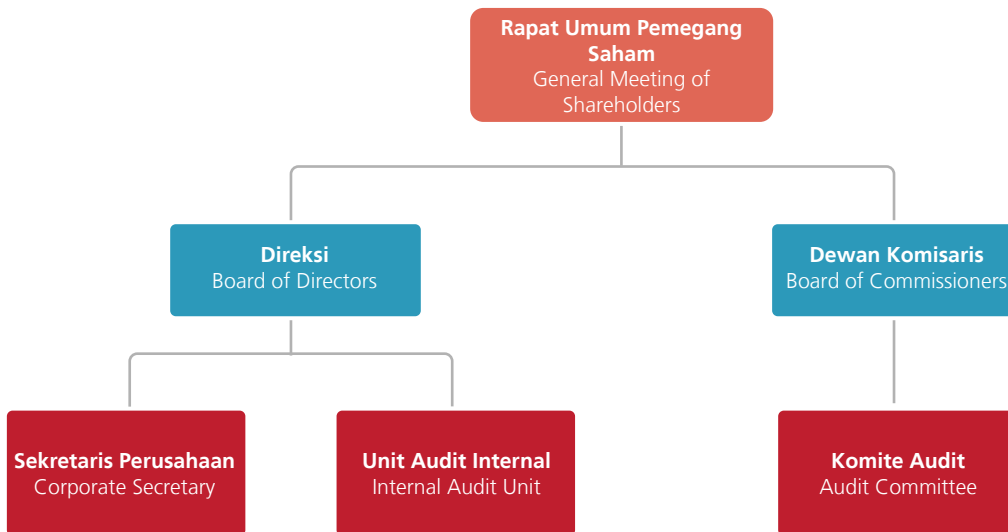 Rapat Umum Pemegang
Saham
General Meeting of
Shareholders
Direksi
Board of Directors
Dewan Komisaris
Board of Commissioners
Sekretaris Perusahaan
Corporate Secretary
Unit Audit Internal
Internal Audit Unit
Komite Audit
Audit Committee